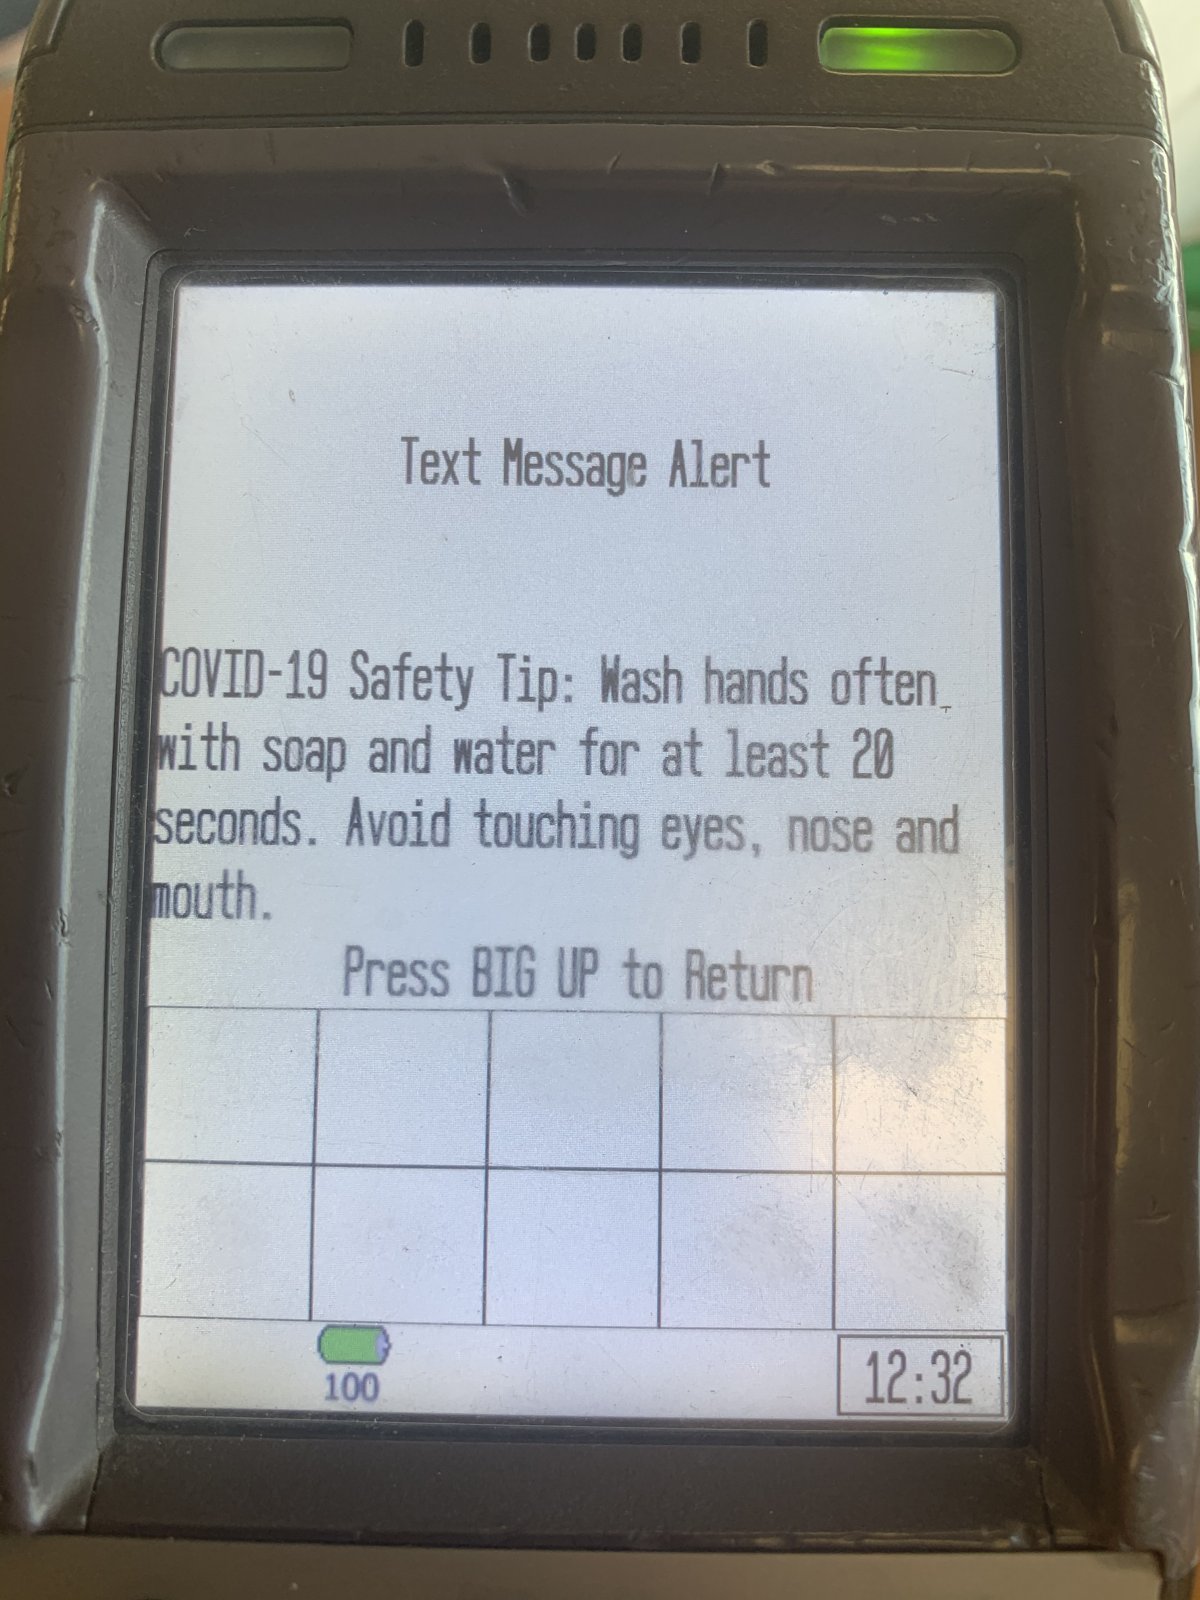 Text Message Alert
COVID-19 Safety Tip: Wash hands often
with soap and water for at least 20
seconds. Avoid touching eyes, nose and
mouth.
Press BIG UP to Return
100
12:32